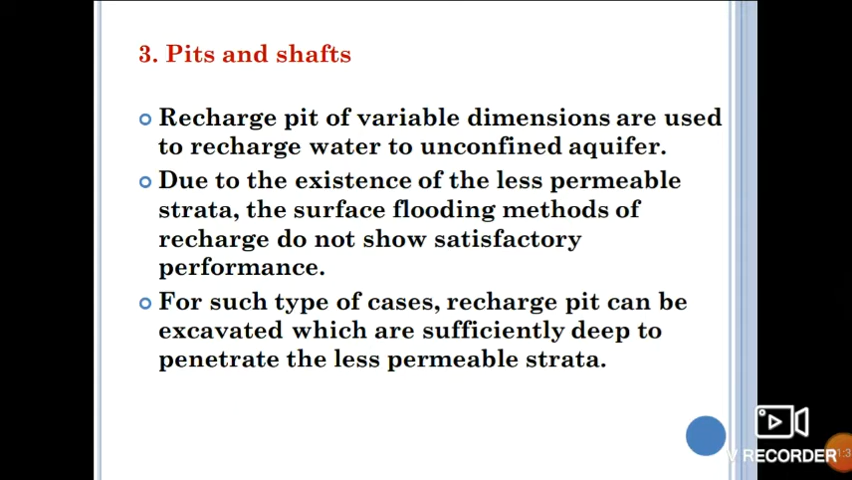 3. Pits and shafts
Recharge pit of variable dimensions are used
to recharge water to unconfined aquifer.
Due to the existence of the less permeable
strata, the surface flooding methods of
recharge do not show satisfactory
performance.
For such type of cases, recharge pit can be
excavated which are sufficiently deep to
penetrate the less permeable strata.
V RECORDER